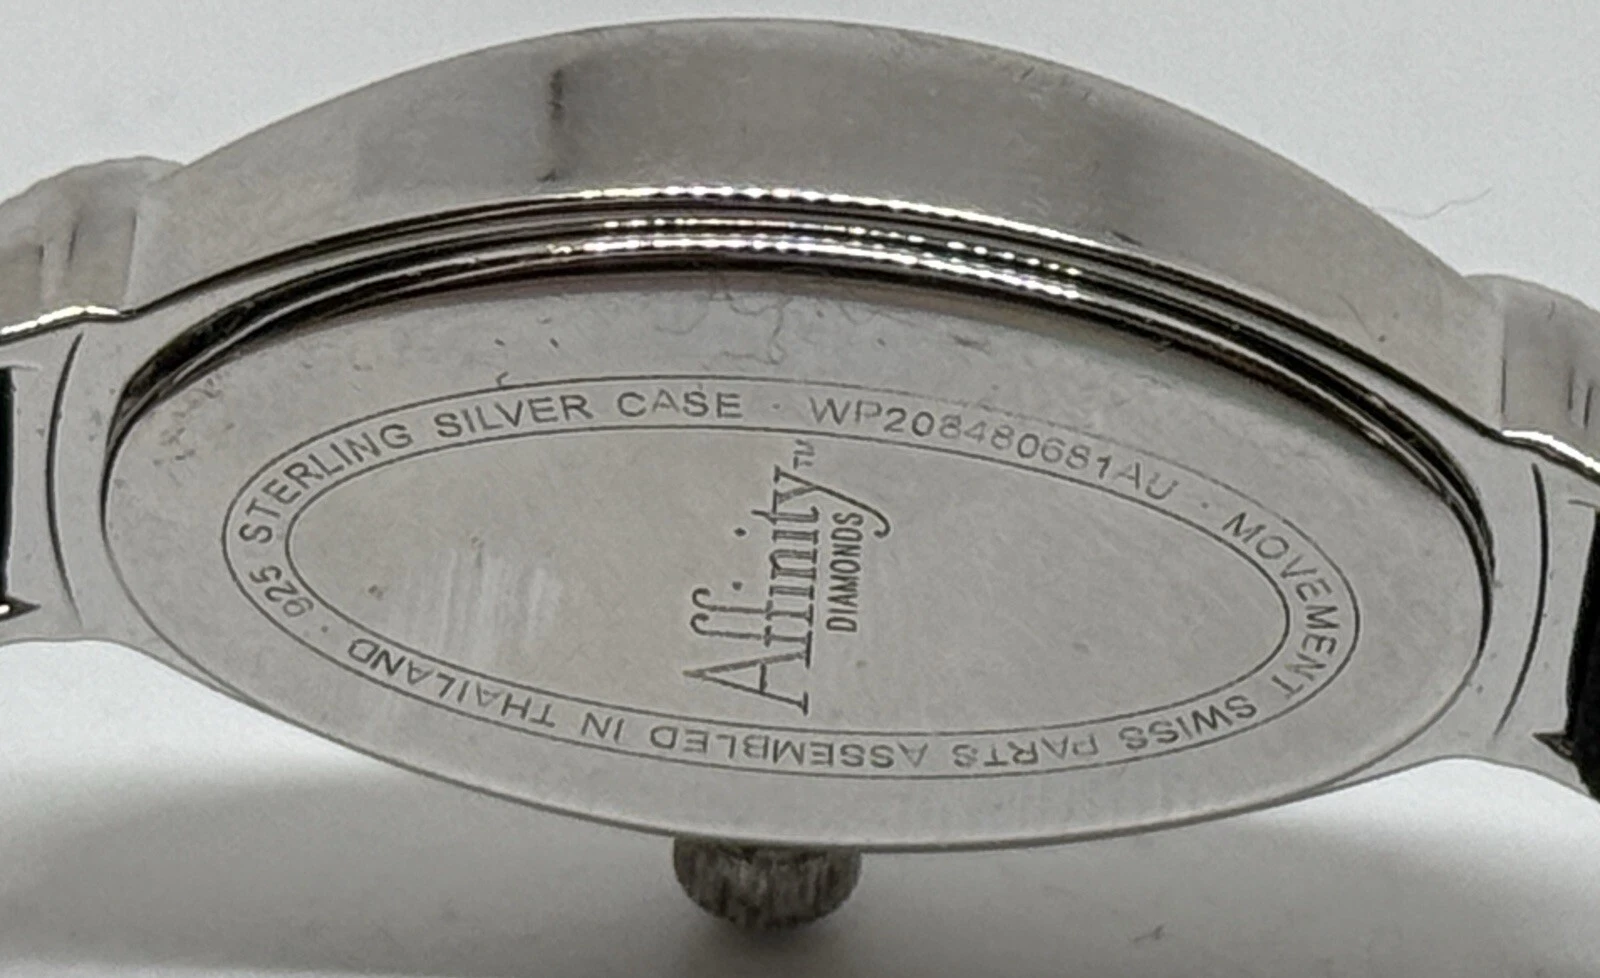 925 STERLING SILVER CASE · WP208480681AU · MOVEMENT SWISS PARTS ASSEMBLED IN THAILAND ·
Affinity™
DIAMONDS